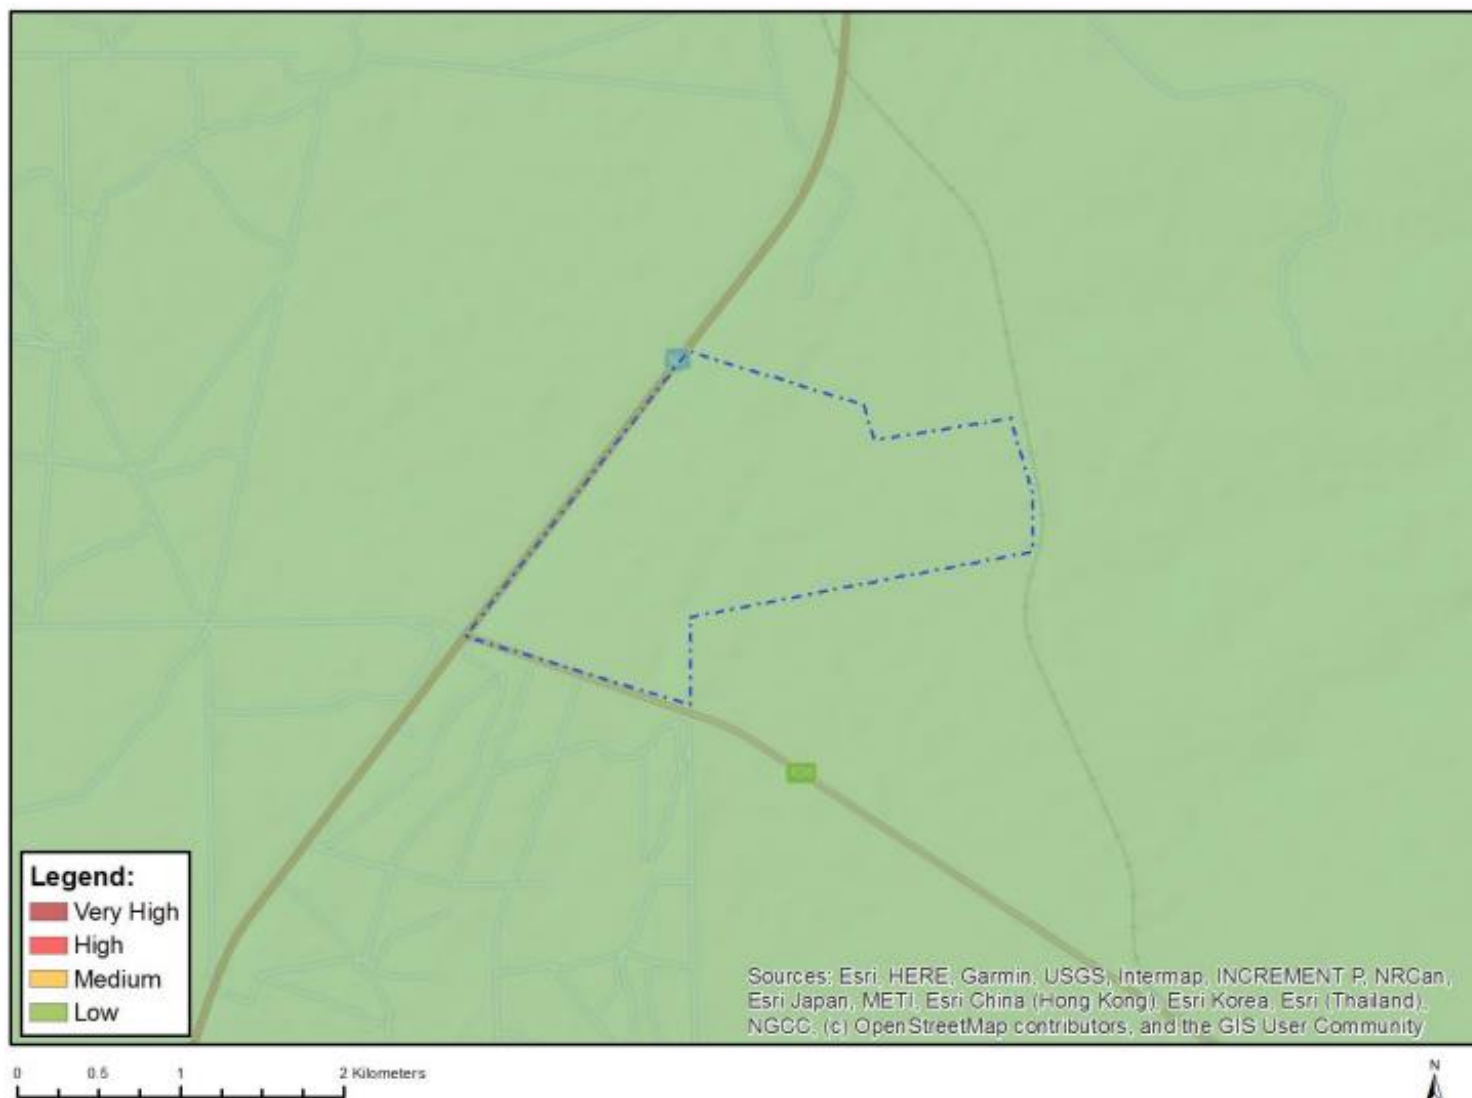 Legend:
Very High
High
Medium
Low
Sources: Esri, HERE, Garmin, USGS, Intermap, INCREMENT P, NRCan,
Esri Japan, METI, Esri China (Hong Kong), Esri Korea, Esri (Thailand),
NGCC, (c) OpenStreetMap contributors, and the GIS User Community
0 0.5 1 2 Kilometers
N